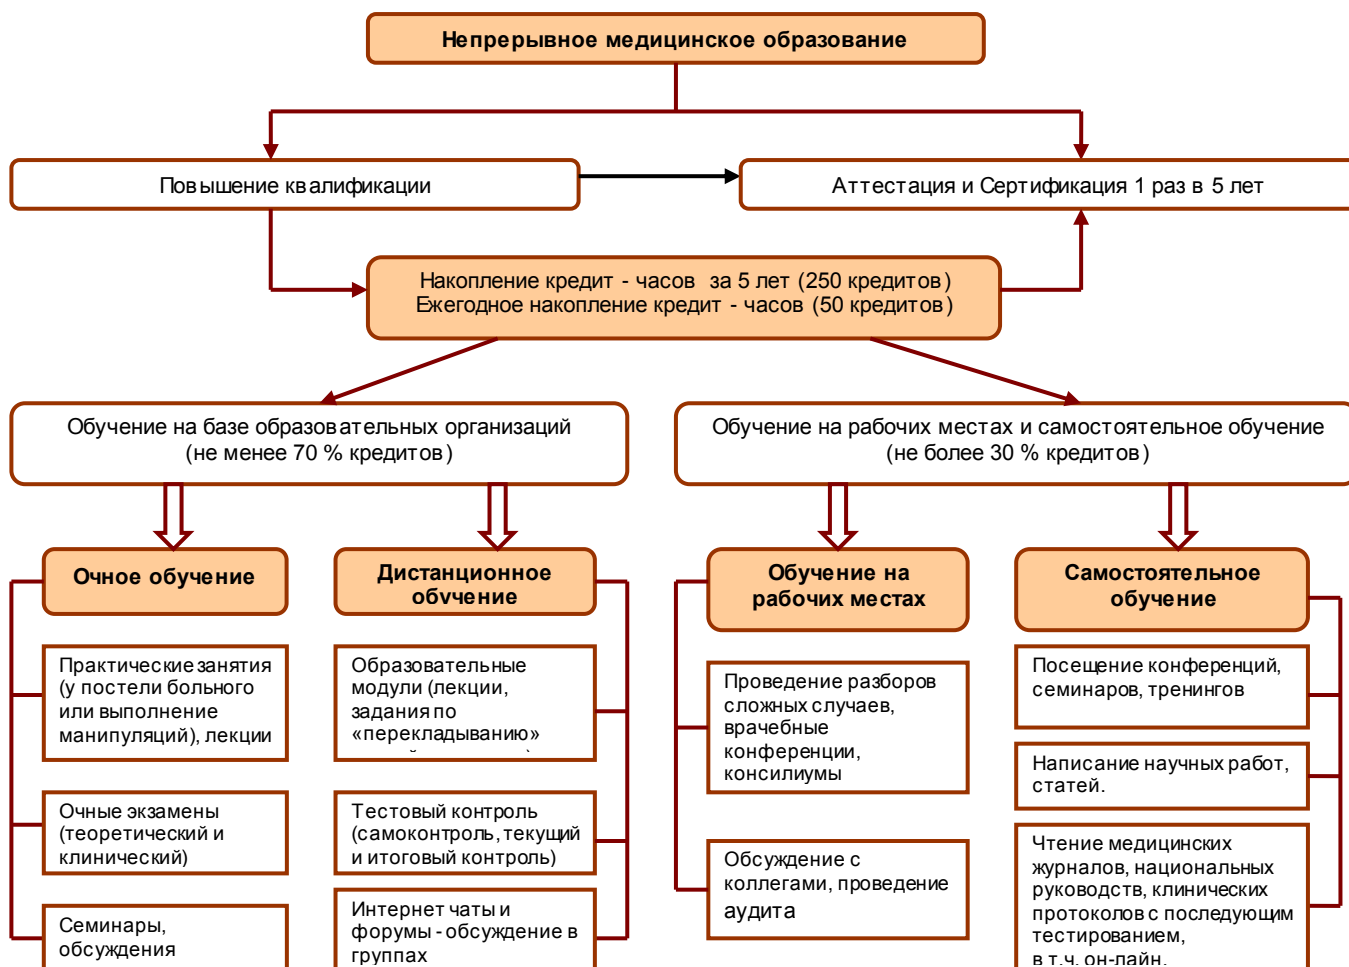 Непрерывное медицинское образование
Повышение квалификации
Аттестация и Сертификация 1 раз в 5 лет
Накопление кредит - часов за 5 лет (250 кредитов)
Ежегодное накопление кредит - часов (50 кредитов)
Обучение на базе образовательных организаций
(не менее 70 % кредитов)
Обучение на рабочих местах и самостоятельное обучение
(не более 30 % кредитов)
Очное обучение
Дистанционное
обучение
Обучение на
рабочих местах
Самостоятельное
обучение
Практические занятия
(у постели больного
или выполнение
манипуляций), лекции
Очные экзамены
(теоретический и
клинический)
Семинары,
обсуждения
Образовательные
модули (лекции,
задания по
«перекладыванию»
Тестовый контроль
(самоконтроль, текущий
и итоговый контроль)
Интернет чаты и
форумы - обсуждение в
группах
Проведение разборов
сложных случаев,
врачебные
конференции,
консилиумы
Обсуждение с
коллегами, проведение
аудита
Посещение конференций,
семинаров, тренингов
Написание научных работ,
статей.
Чтение медицинских
журналов, национальных
руководств, клинических
протоколов с последующим
тестированием,
в т.ч. он-лайн.